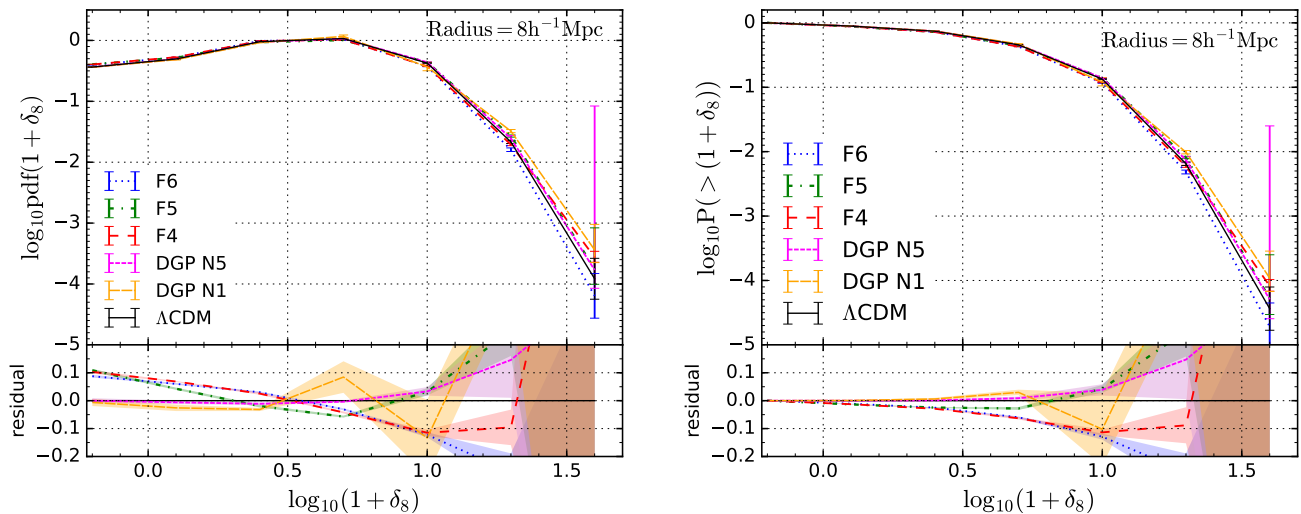 Radius = 8h⁻¹Mpc
log₁₀pdf(1 + δ₈)
0
−1
−2
−3
−4
−5
F6
F5
F4
DGP N5
DGP N1
ΛCDM
residual
0.1
0.0
−0.1
−0.2
0.0
0.5
1.0
1.5
log₁₀(1 + δ₈)
Radius = 8h⁻¹Mpc
log₁₀P( > (1 + δ₈))
0
−1
−2
−3
−4
−5
F6
F5
F4
DGP N5
DGP N1
ΛCDM
residual
0.1
0.0
−0.1
−0.2
0.0
0.5
1.0
1.5
log₁₀(1 + δ₈)